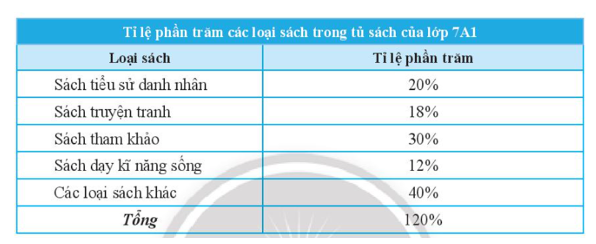 Tỉ lệ phần trăm các loại sách trong tủ sách của lớp 7A1
Loại sách Tỉ lệ phần trăm
Sách tiểu sử danh nhân 20%
Sách truyện tranh 18%
Sách tham khảo 30%
Sách dạy kĩ năng sống 12%
Các loại sách khác 40%
Tổng 120%